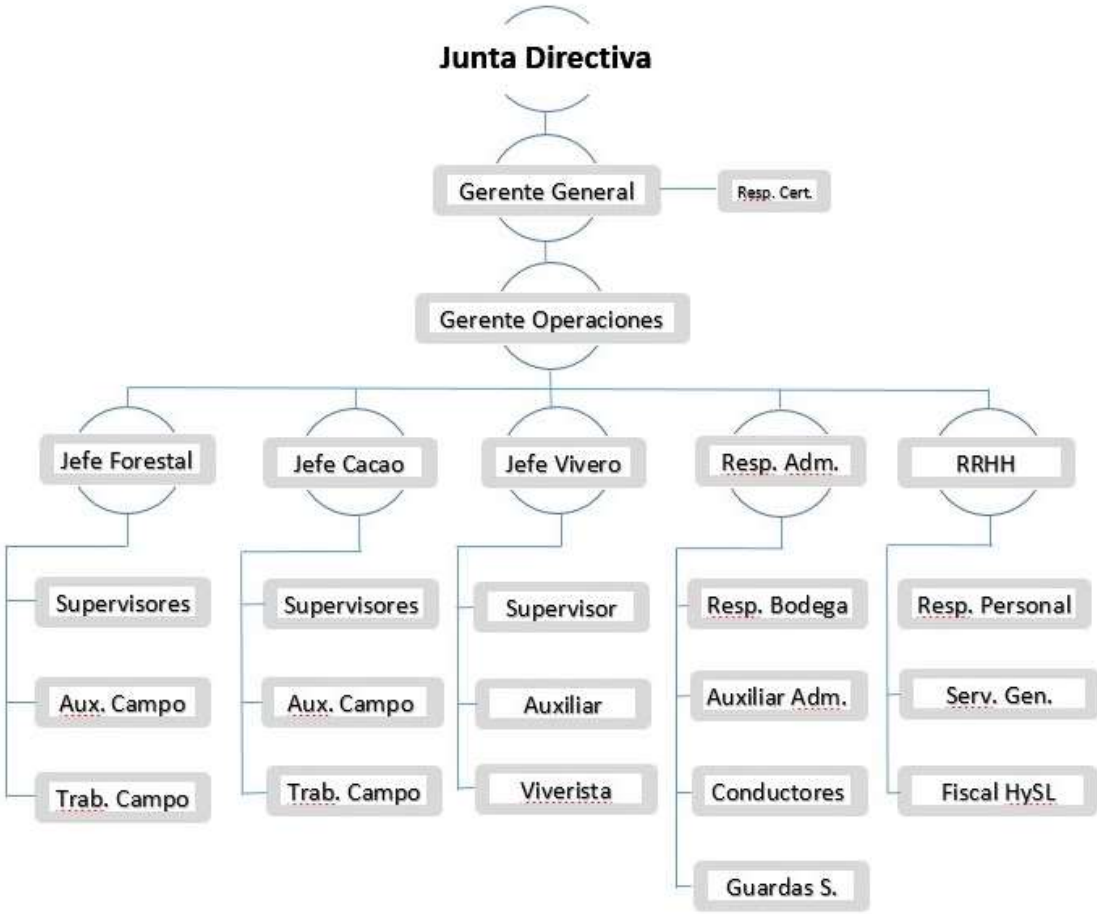 Junta Directiva
Gerente General
Resp. Cert.
Gerente Operaciones
Jefe Forestal
Jefe Cacao
Jefe Vivero
Resp. Adm.
RRHH
Supervisores
Supervisores
Supervisor
Resp. Bodega
Resp. Personal
Aux. Campo
Aux. Campo
Auxiliar
Auxiliar Adm.
Serv. Gen.
Trab. Campo
Trab. Campo
Viverista
Conductores
Fiscal HySL
Guardas S.